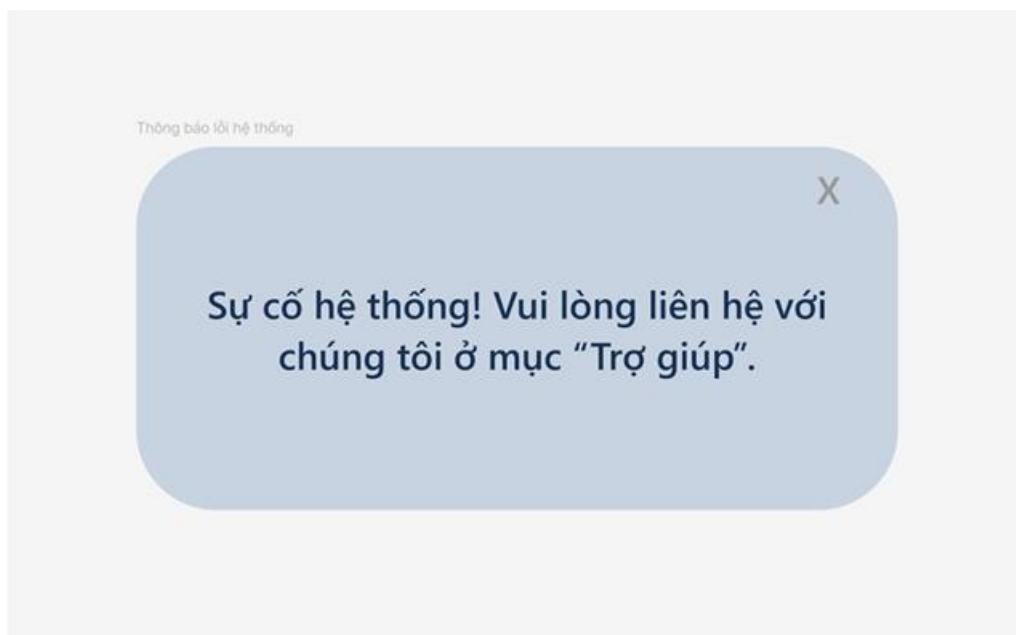 Thông báo lỗi hệ thống
X
Sự cố hệ thống! Vui lòng liên hệ với
chúng tôi ở mục “Trợ giúp”.